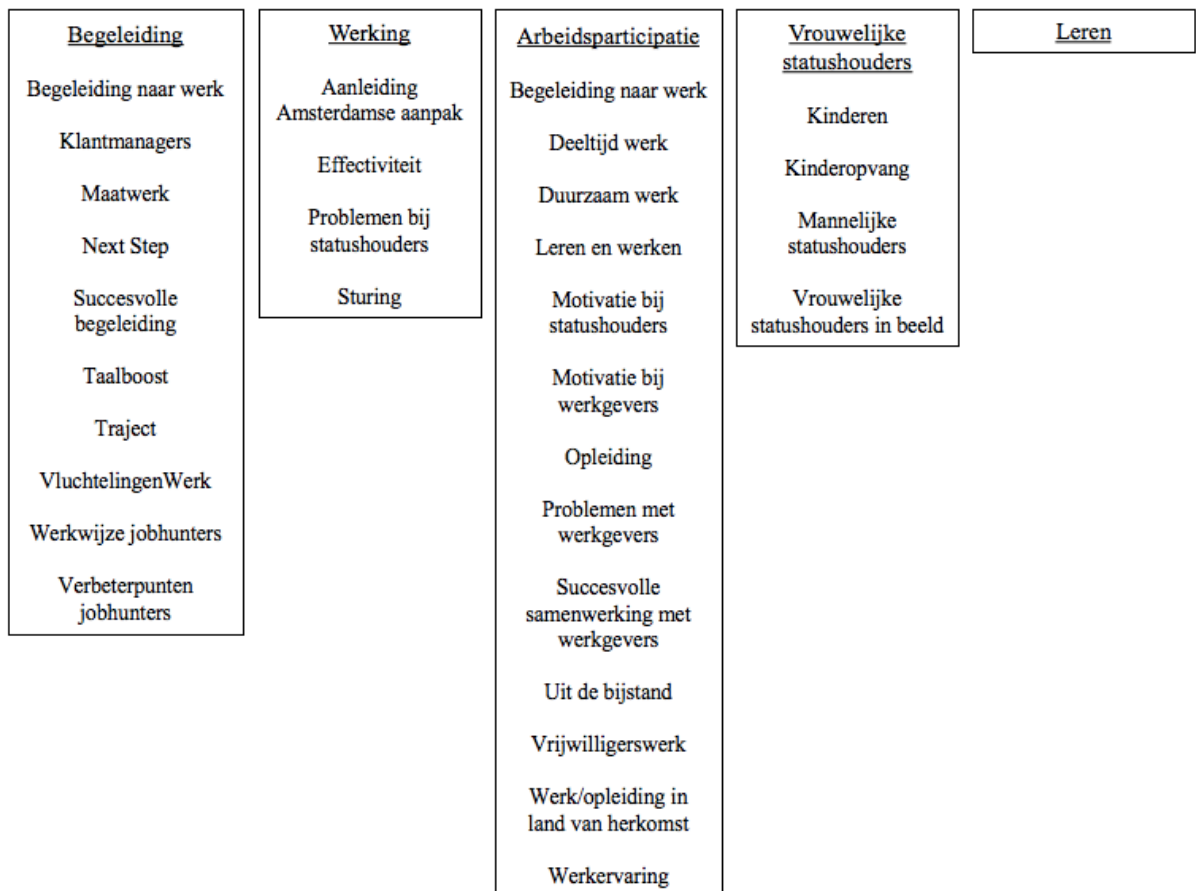 Begeleiding
Begeleiding naar werk
Klantmanagers
Maatwerk
Next Step
Succesvolle
begeleiding
Taalboost
Traject
VluchtelingenWerk
Werkwijze jobhunters
Verbeterpunten
jobhunters
Werking
Aanleiding
Amsterdamse aanpak
Effectiviteit
Problemen bij
statushouders
Sturing
Arbeidsparticipatie
Begeleiding naar werk
Deeltijd werk
Duurzaam werk
Leren en werken
Motivatie bij
statushouders
Motivatie bij
werkgevers
Opleiding
Problemen met
werkgevers
Succesvolle
samenwerking met
werkgevers
Uit de bijstand
Vrijwilligerswerk
Werk/opleiding in
land van herkomst
Werkervaring
Vrouwelijke
statushouders
Kinderen
Kinderopvang
Mannelijke
statushouders
Vrouwelijke
statushouders in beeld
Leren